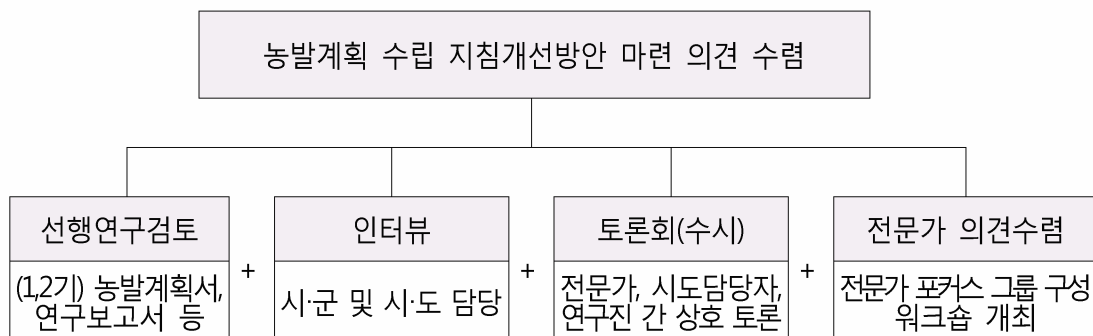 농발계획 수립 지침개선방안 마련 의견 수렴
선행연구검토
(1,2기) 농발계획서,
연구보고서 등
+
인터뷰
시·군 및 시·도 담당
+
토론회(수시)
전문가, 시도담당자,
연구진 간 상호 토론
+
전문가 의견수렴
전문가 포커스 그룹 구성
워크숍 개최